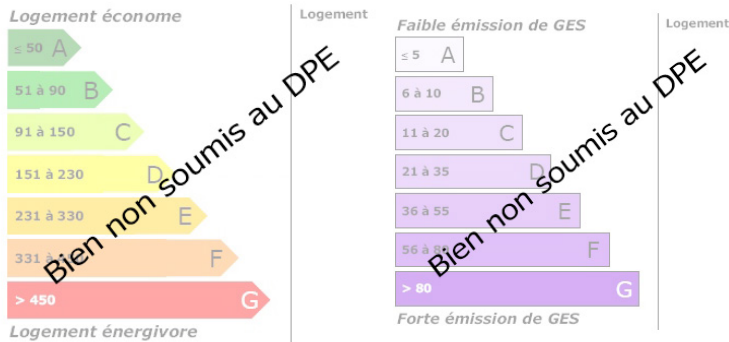 Logement économe
Logement
≤ 50 A
51 à 90 B
91 à 150 C
151 à 230 D
231 à 330 E
331 à F
> 450 G
Logement énergivore
Bien non soumis au DPE
Faible émission de GES
Logement
≤ 5 A
6 à 10 B
11 à 20 C
21 à 35 D
36 à 55 E
56 à 80 F
> 80 G
Forte émission de GES
Bien non soumis au DPE